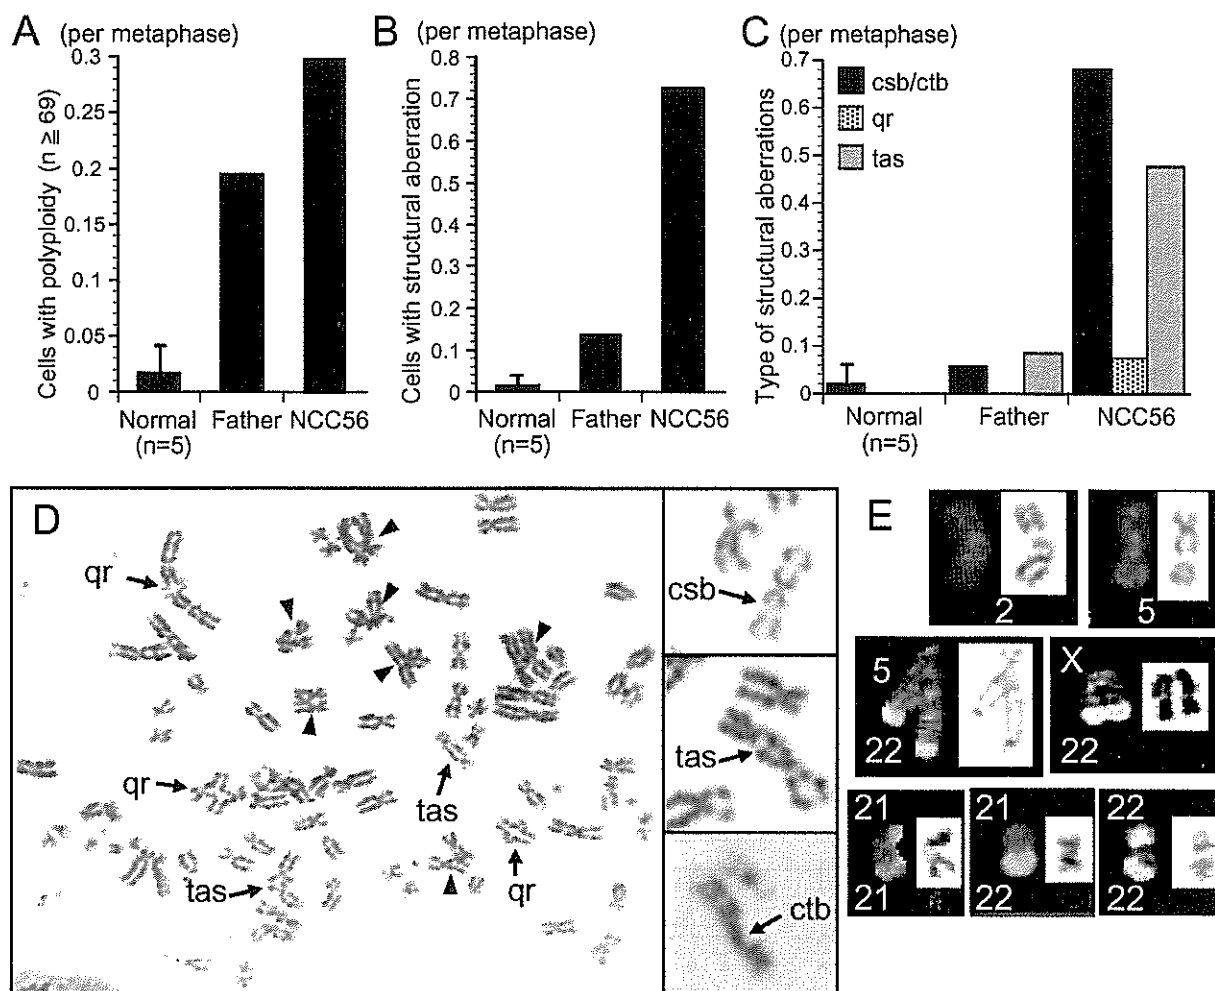 A (per metaphase)
Cells with polyploidy (n ≧ 69)
0.3
0.2
0.15
0.1
0.05
0
Normal
(n=5)
Father
NCC56
B (per metaphase)
Cells with structural aberration
0.8
0.7
0.6
0.5
0.4
0.3
0.2
0.1
0
Normal
(n=5)
Father
NCC56
C (per metaphase)
Type of structural aberrations
0.7
0.6
0.5
0.4
0.3
0.2
0.1
0
csb/ctb
qr
tas
Normal
(n=5)
Father
NCC56
D
qr
qr
tas
tas
qr
csb
tas
ctb
E
2
5
5
22
X
22
21
21
21
22
22